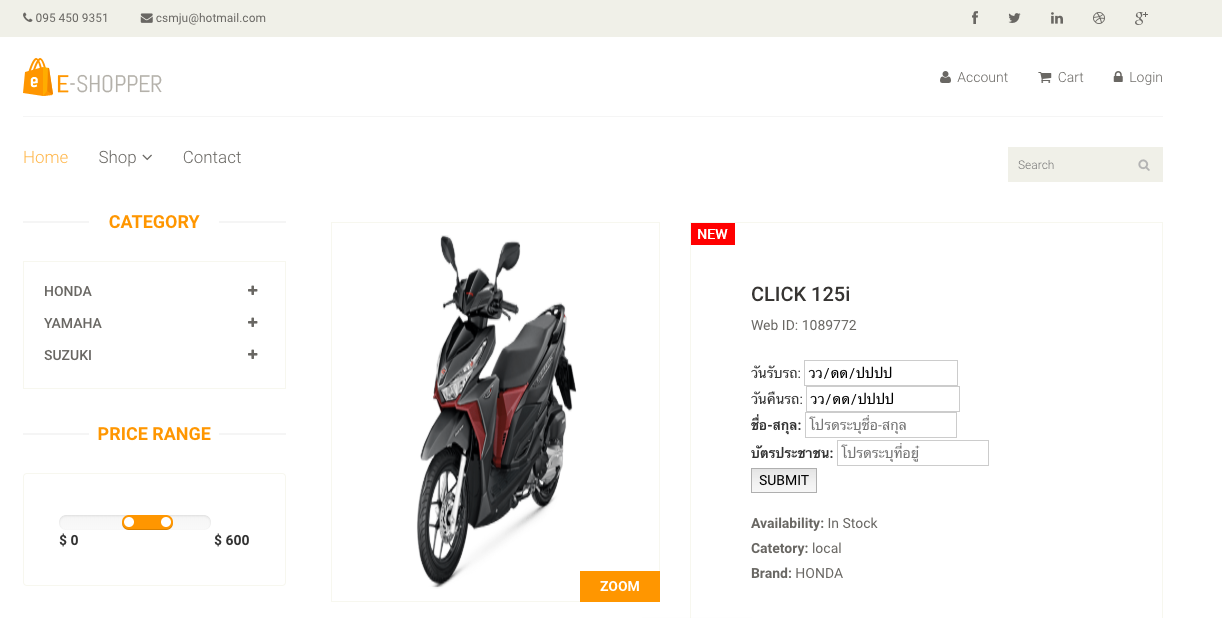 095 450 9351 csmju@hotmail.com
e E-SHOPPER
Account Cart Login
Home Shop Contact
Search
CATEGORY
HONDA +
YAMAHA +
SUZUKI +
PRICE RANGE
$ 0 $ 600
ZOOM
NEW
CLICK 125i
Web ID: 1089772
วันรับรถ: วว/ดด/ปปปป
วันคืนรถ: วว/ดด/ปปปป
ชื่อ-สกุล: โปรดระบุชื่อ-สกุล
บัตรประชาชน: โปรดระบุที่อยู่
SUBMIT
Availability: In Stock
Catetory: local
Brand: HONDA